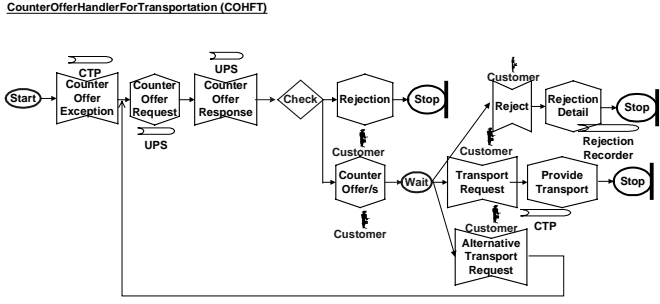 CounterOfferHandlerForTransportation (COHFT)
CTP
UPS
Start
Counter
Offer
Exception
Counter
Offer
Request
UPS
Counter
Offer
Response
Check
Rejection
Stop
Customer
Counter
Offer/s
Customer
Wait
Customer
Reject
Rejection
Detail
Stop
Rejection
Recorder
Customer
Transport
Request
Provide
Transport
Stop
CTP
Customer
Alternative
Transport
Request